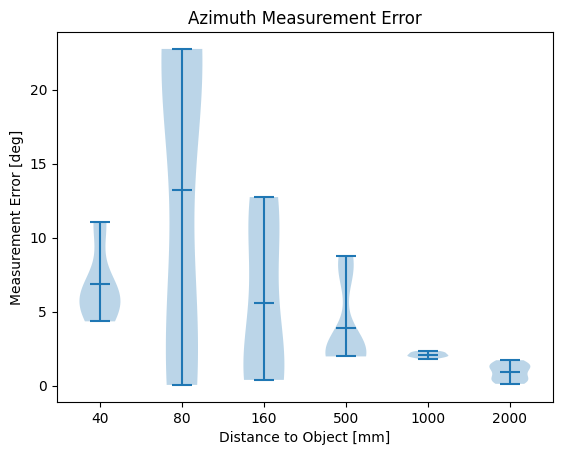 Azimuth Measurement Error
Measurement Error [deg]
20
15
10
5
0
40 80 160 500 1000 2000
Distance to Object [mm]